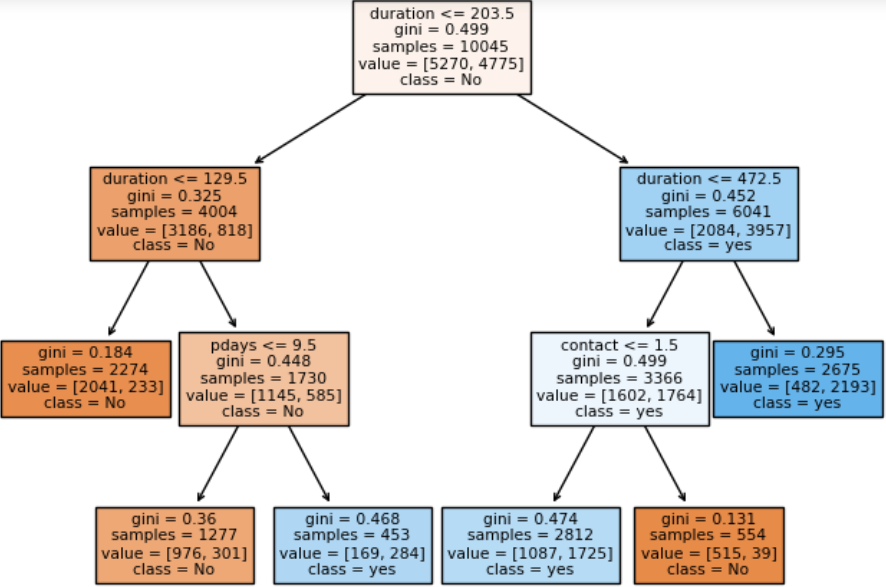 duration <= 203.5
gini = 0.499
samples = 10045
value = [5270, 4775]
class = No
duration <= 129.5
gini = 0.325
samples = 4004
value = [3186, 818]
class = No
duration <= 472.5
gini = 0.452
samples = 6041
value = [2084, 3957]
class = yes
gini = 0.184
samples = 2274
value = [2041, 233]
class = No
pdays <= 9.5
gini = 0.448
samples = 1730
value = [1145, 585]
class = No
contact <= 1.5
gini = 0.499
samples = 3366
value = [1602, 1764]
class = yes
gini = 0.295
samples = 2675
value = [482, 2193]
class = yes
gini = 0.36
samples = 1277
value = [976, 301]
class = No
gini = 0.468
samples = 453
value = [169, 284]
class = yes
gini = 0.474
samples = 2812
value = [1087, 1725]
class = yes
gini = 0.131
samples = 554
value = [515, 39]
class = No